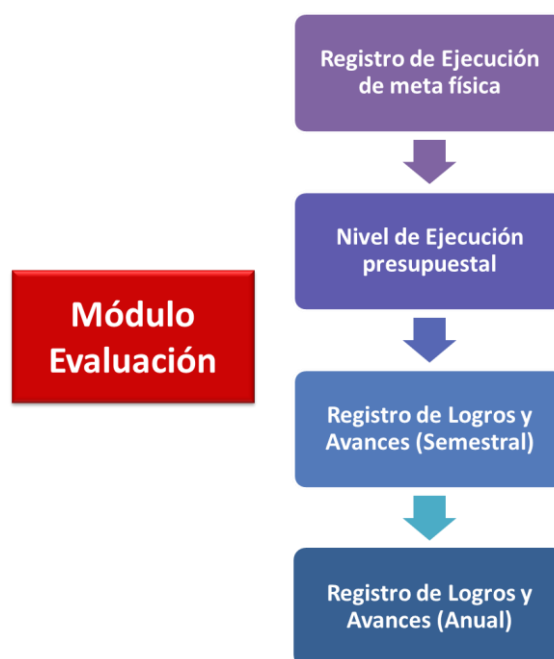 Registro de Ejecución
de meta física
Nivel de Ejecución
presupuestal
Módulo
Evaluación
Registro de Logros y
Avances (Semestral)
Registro de Logros y
Avances (Anual)